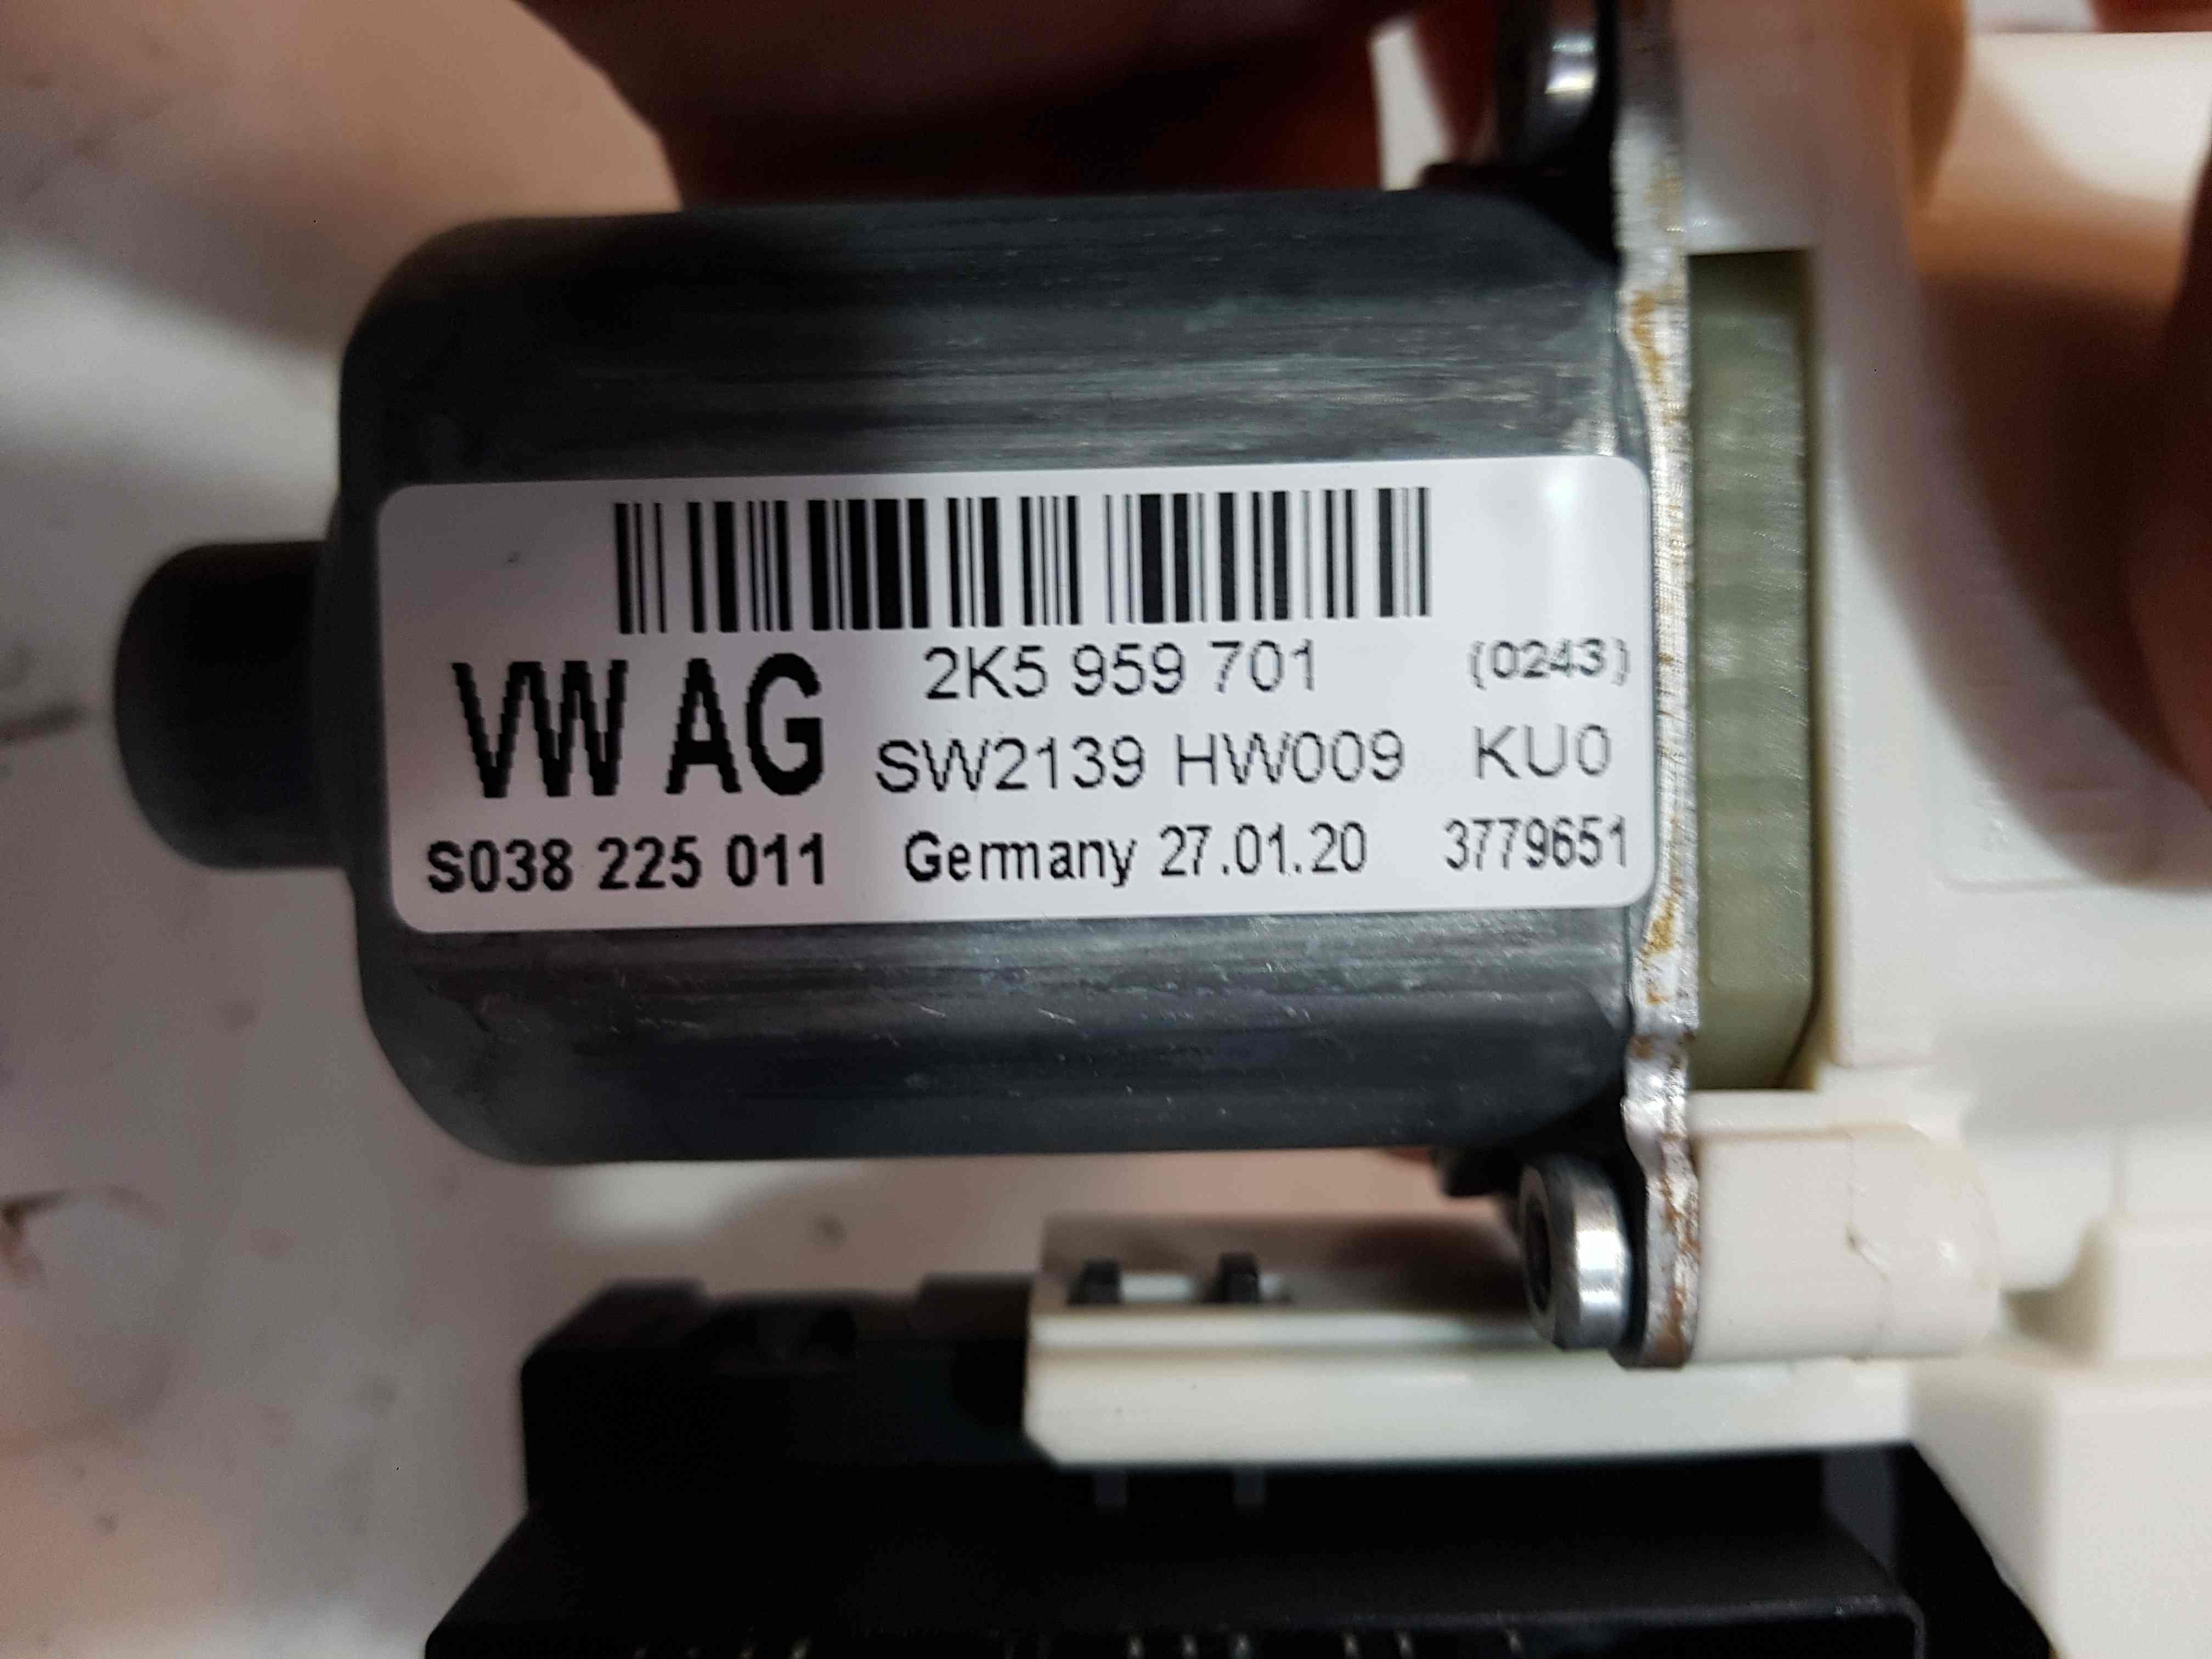 2K5 959 701 (0243)
VW AG SW2139 HW009 KU0
S038 225 011 Germany 27.01.20 3779651